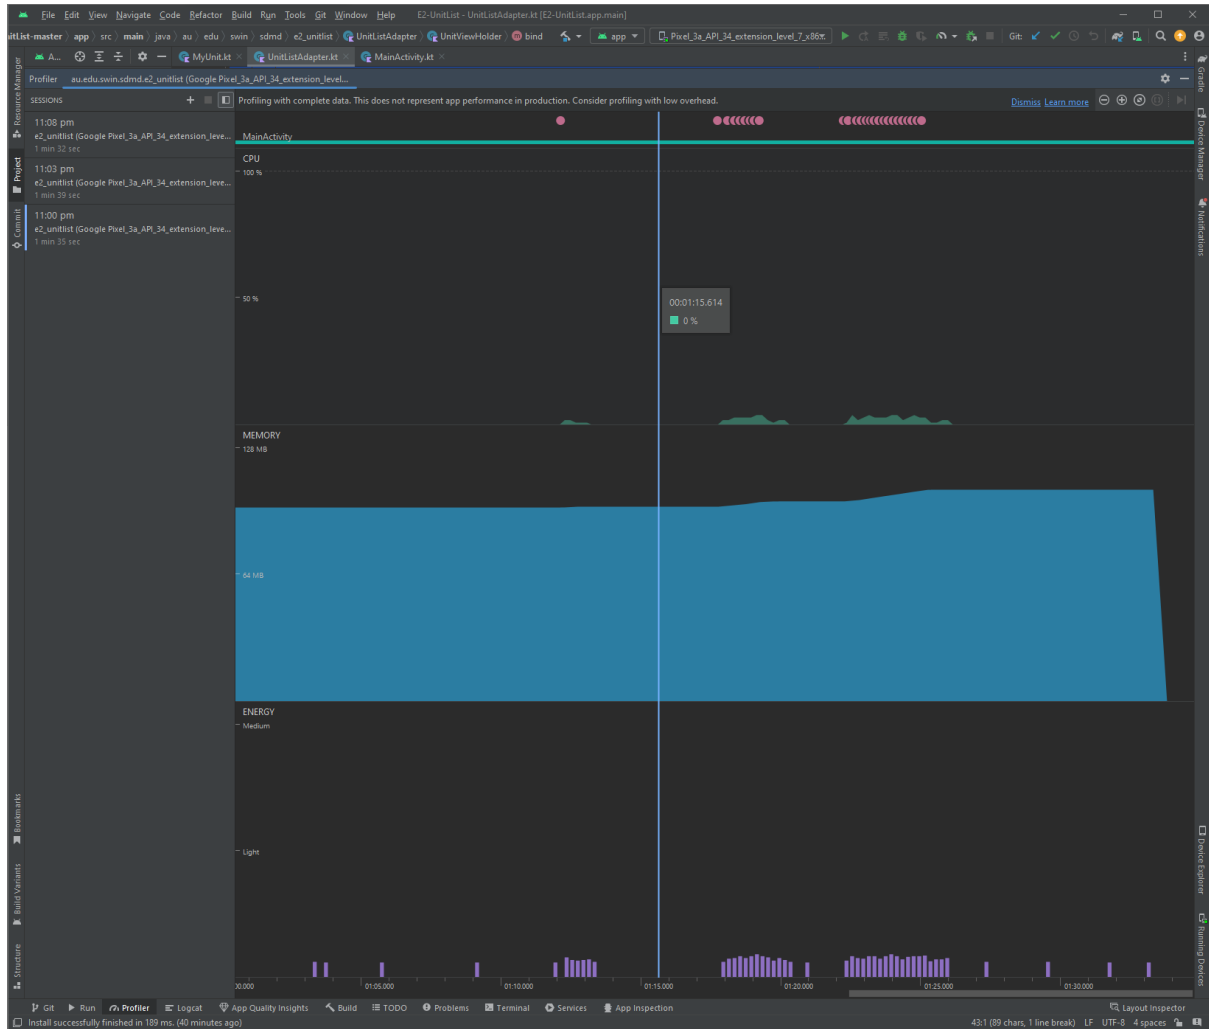 File Edit View Navigate Code Refactor Build Run Tools Git Window Help E2-UnitList - UnitListAdapter.kt [E2-UnitList.app.main]
itList-master app src main java au edu swin sdmd e2_unitlist UnitListAdapter UnitViewHolder bind app Pixel_3a_API_34_extension_level_7_x86 Git:
A... MyUnit.kt UnitListAdapter.kt MainActivity.kt
Profiler au.edu.swin.sdmd.e2_unitlist (Google Pixel_3a_API_34_extension_level...
SESSIONS Profiling with complete data. This does not represent app performance in production. Consider profiling with low overhead. Dismiss Learn more
11:08 pm
e2_unitlist (Google Pixel_3a_API_34_extension_leve...
1 min 32 sec
11:03 pm
e2_unitlist (Google Pixel_3a_API_34_extension_leve...
1 min 39 sec
11:00 pm
e2_unitlist (Google Pixel_3a_API_34_extension_leve...
1 min 35 sec
MainActivity
CPU
100 %
50 %
00:01:15.614
0 %
MEMORY
128 MB
64 MB
ENERGY
Medium
Light
00.000 01:05.000 01:10.000 01:15.000 01:20.000 01:25.000 01:30.000
Resource Manager
Project
Commit
Bookmarks
Build Variants
Structure
Gradle
Device Manager
Notifications
Device Explorer
Running Devices
Git Run Profiler Logcat App Quality Insights Build TODO Problems Terminal Services App Inspection Layout Inspector
Install successfully finished in 189 ms. (40 minutes ago) 43:1 (89 chars, 1 line break) LF UTF-8 4 spaces